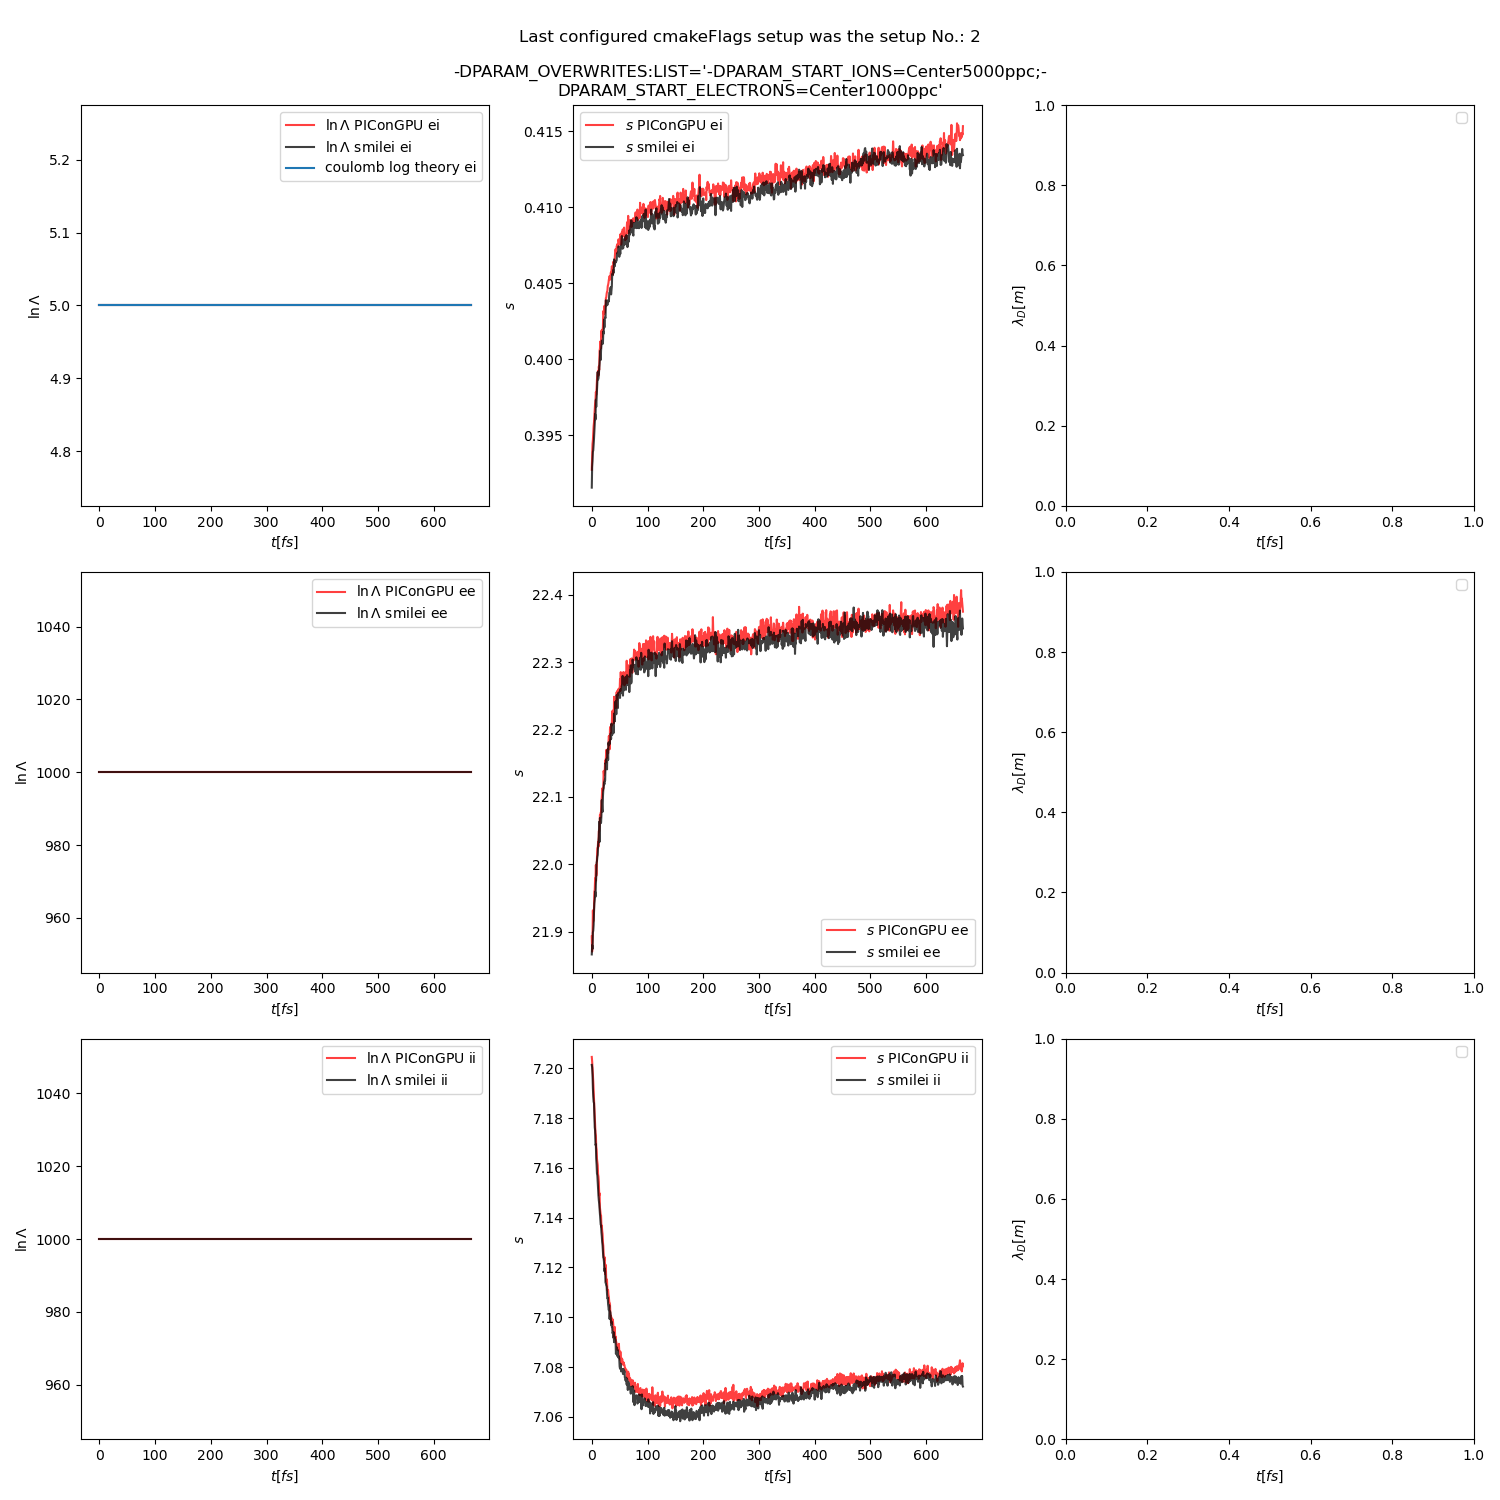 Last configured cmakeFlags setup was the setup No.: 2
-DPARAM_OVERWRITES:LIST='-DPARAM_START_IONS=Center5000ppc;-
DPARAM_START_ELECTRONS=Center1000ppc'
ln Λ PIConGPU ei
ln Λ smilei ei
coulomb log theory ei
5.2
5.1
5.0
4.9
4.8
ln Λ
0 100 200 300 400 500 600
t[fs]
s PIConGPU ei
s smilei ei
0.415
0.410
0.405
0.400
0.395
s
0 100 200 300 400 500 600
t[fs]
1.0
0.8
0.6
0.4
0.2
0.0
λD[m]
0.0 0.2 0.4 0.6 0.8 1.0
t[fs]
ln Λ PIConGPU ee
ln Λ smilei ee
1040
1020
1000
980
960
ln Λ
0 100 200 300 400 500 600
t[fs]
22.4
22.3
22.2
22.1
22.0
21.9
s
s PIConGPU ee
s smilei ee
0 100 200 300 400 500 600
t[fs]
1.0
0.8
0.6
0.4
0.2
0.0
λD[m]
0.0 0.2 0.4 0.6 0.8 1.0
t[fs]
ln Λ PIConGPU ii
ln Λ smilei ii
1040
1020
1000
980
960
ln Λ
0 100 200 300 400 500 600
t[fs]
s PIConGPU ii
s smilei ii
7.20
7.18
7.16
7.14
7.12
7.10
7.08
7.06
s
0 100 200 300 400 500 600
t[fs]
1.0
0.8
0.6
0.4
0.2
0.0
λD[m]
0.0 0.2 0.4 0.6 0.8 1.0
t[fs]